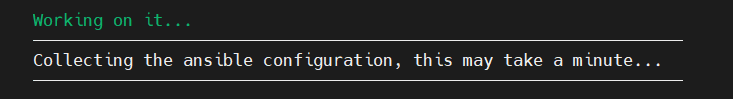 Working on it...
Collecting the ansible configuration, this may take a minute...